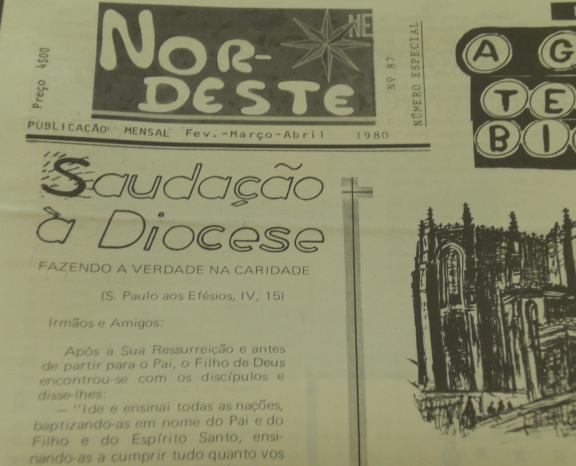 Preço 4$00
NOR-
DESTE
NE
Nº 87
NÚMERO ESPECIAL
PUBLICAÇÃO MENSAL Fev.-Março-Abril 1980
Saudação
à Diocese
FAZENDO A VERDADE NA CARIDADE
(S. Paulo aos Efésios, IV, 15)
Irmãos e Amigos:
Após a Sua Ressurreição e antes
de partir para o Pai, o Filho de Deus
encontrou-se com os discípulos e
disse-lhes:
— "Ide e ensinai todas as nações,
baptizando-as em nome do Pai e do
Filho e do Espírito Santo, ensi-
nando-as a cumprir tudo quanto vos
A G
TE
BI